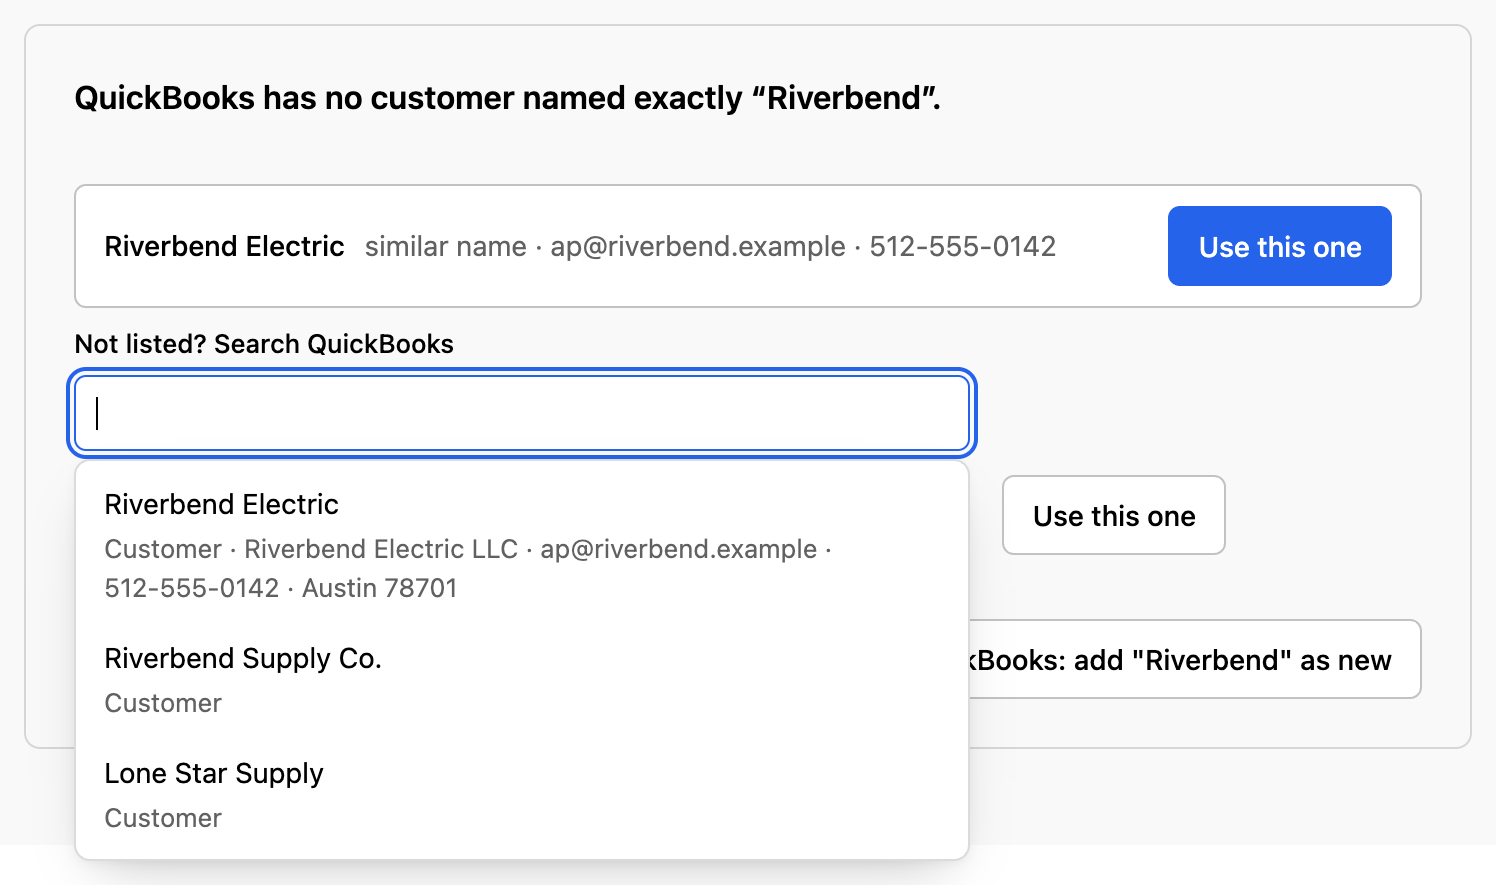 QuickBooks has no customer named exactly “Riverbend”.
Riverbend Electric similar name · ap@riverbend.example · 512-555-0142
Use this one
Not listed? Search QuickBooks
Riverbend Electric
Customer · Riverbend Electric LLC · ap@riverbend.example ·
512-555-0142 · Austin 78701
Use this one
Riverbend Supply Co.
Customer
kBooks: add "Riverbend" as new
Lone Star Supply
Customer